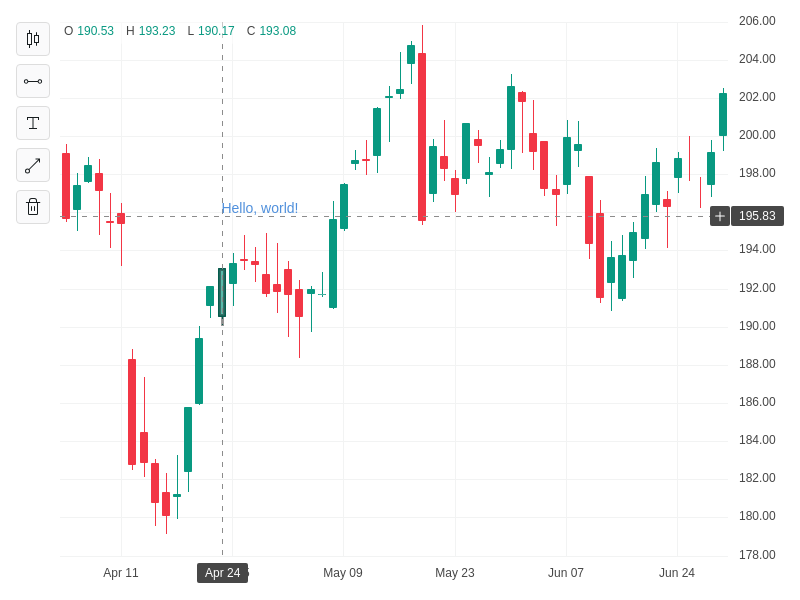 O 190.53 H 193.23 L 190.17 C 193.08
T
Hello, world!
206.00
204.00
202.00
200.00
198.00
195.83
194.00
192.00
190.00
188.00
186.00
184.00
182.00
180.00
178.00
Apr 11
Apr 24
May 09
May 23
Jun 07
Jun 24